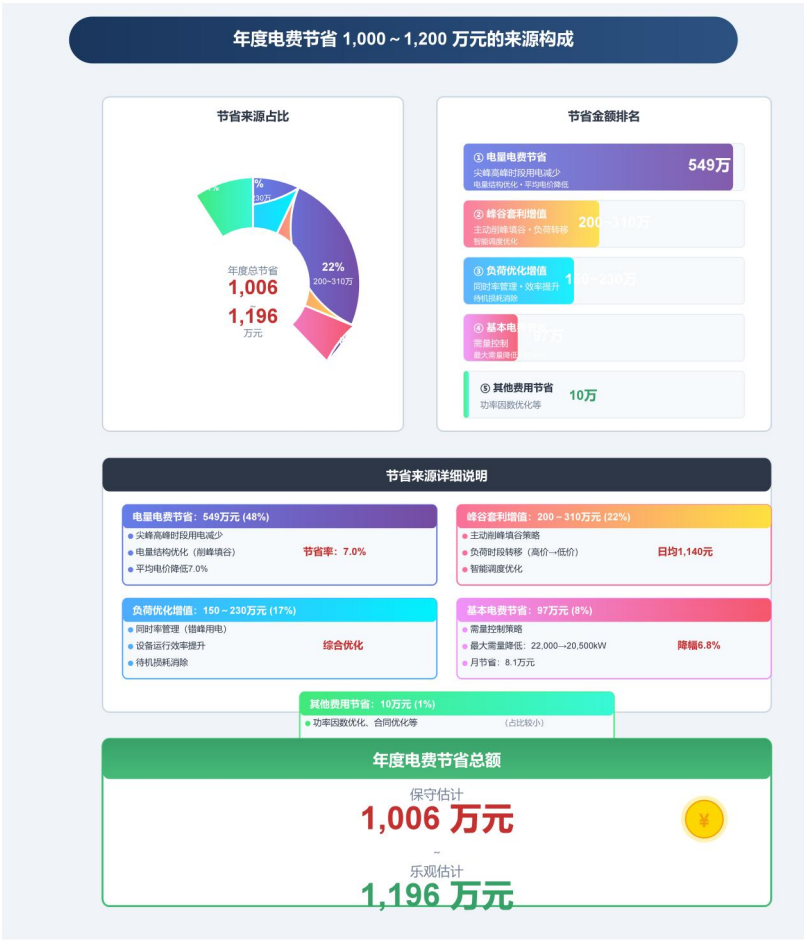 年度电费节省 1,000 ~ 1,200 万元的来源构成
节省来源占比
%
230万
22%
200~310万
年度总节省
1,006
~
1,196
万元
节省金额排名
① 电量电费节省
549万
尖峰高峰时段用电减少
电量结构优化・平均电价降低
② 峰谷套利增值
200~310万
主动削峰填谷・负荷转移
智能调度优化
③ 负荷优化增值
同时率管理・效率提升
待机损耗消除
④ 基本电
需量控制
最大需量降低
⑤ 其他费用节省
10万
功率因数优化等
节省来源详细说明
电量电费节省：549万元 (48%)
尖峰高峰时段用电减少
电量结构优化（削峰填谷）
节省率：7.0%
平均电价降低7.0%
峰谷套利增值：200 ~ 310万元 (22%)
主动削峰填谷策略
负荷时段转移（高价→低价）
日均1,140元
智能调度优化
负荷优化增值：150 ~ 230万元 (17%)
同时率管理（错峰用电）
设备运行效率提升
综合优化
待机损耗消除
基本电费节省：97万元 (8%)
需量控制策略
最大需量降低：22,000→20,500kW
降幅6.8%
月节省：8.1万元
其他费用节省：10万元 (1%)
功率因数优化、合同优化等
（占比较小）
年度电费节省总额
保守估计
1,006 万元
~
乐观估计
1,196 万元
¥